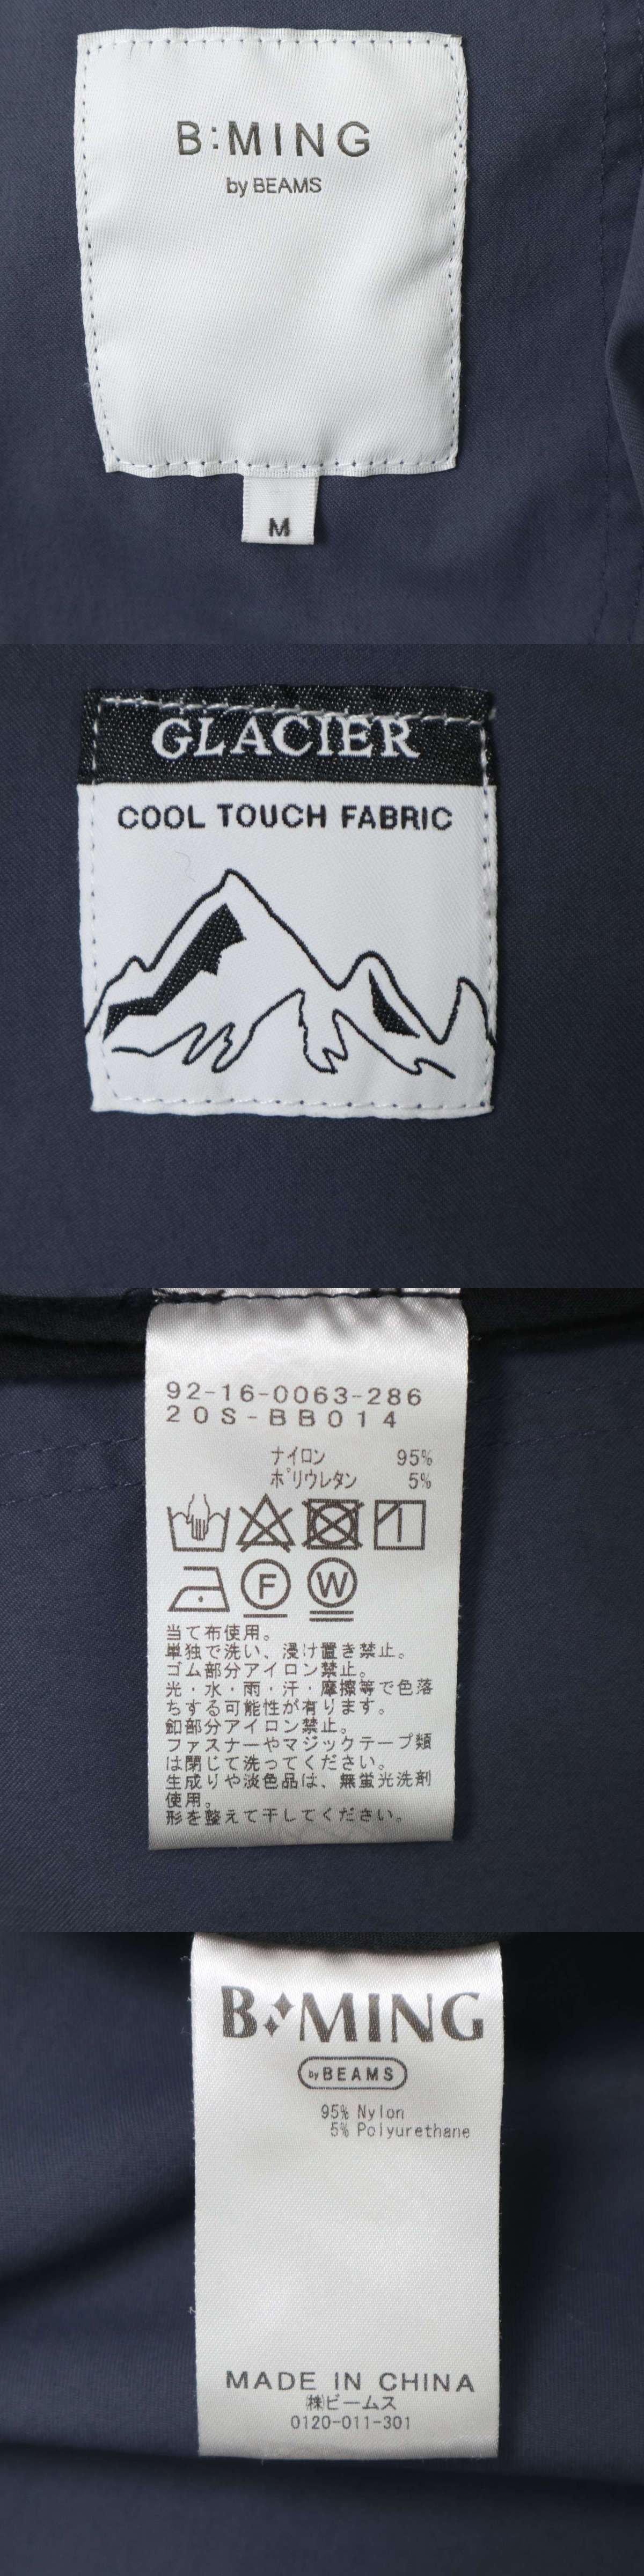 B:MING
by BEAMS
M
GLACIER
COOL TOUCH FABRIC
92-16-0063-286
20S-BB014
ナイロン 95%
ポリウレタン 5%
F W
当て布使用。
単独で洗い、浸け置き禁止。
ゴム部分アイロン禁止。
光・水・雨・汗・摩擦等で色落
ちする可能性が有ります。
釦部分アイロン禁止。
ファスナーやマジックテープ類
は閉じて洗ってください。
生成りや淡色品は、無蛍光洗剤
使用。
形を整えて干してください。
B:MING
by BEAMS
95% Nylon
5% Polyurethane
MADE IN CHINA
㈱ビームス
0120-011-301